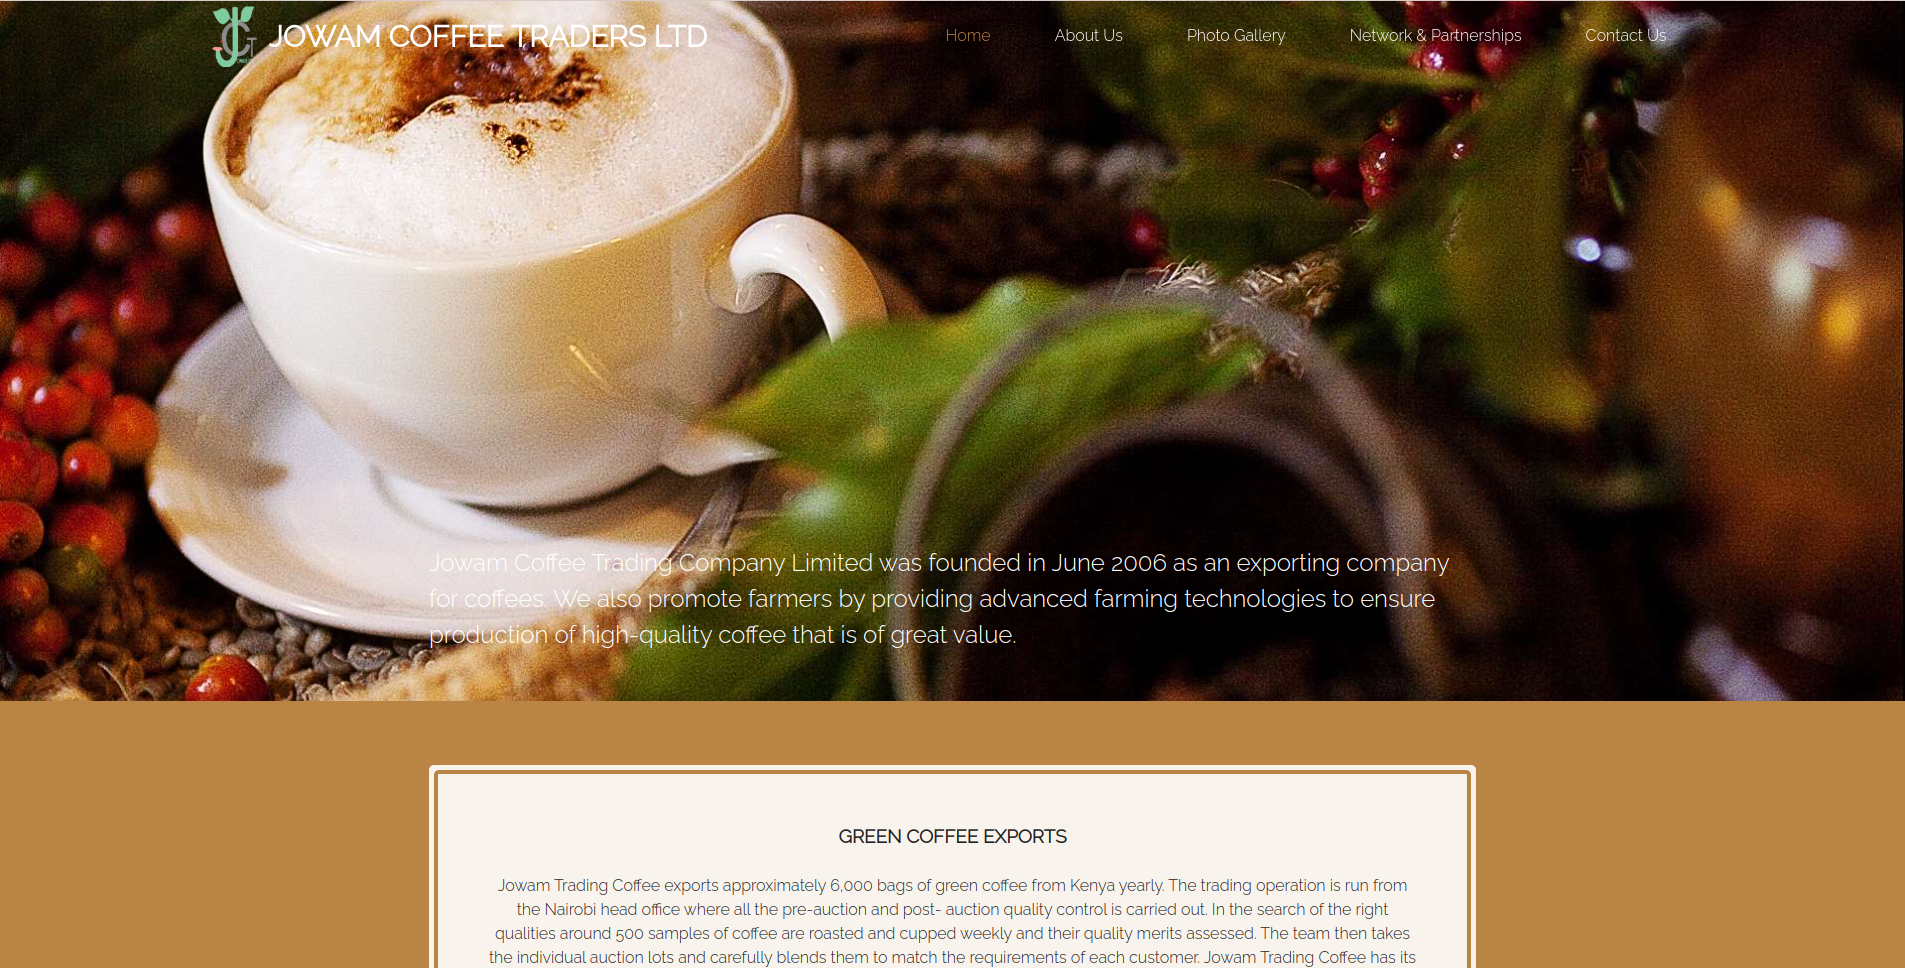 JOWAM COFFEE TRADERS LTD
Home
About Us
Photo Gallery
Network & Partnerships
Contact Us
Jowam Coffee Trading Company Limited was founded in June 2006 as an exporting company
for coffees. We also promote farmers by providing advanced farming technologies to ensure
production of high-quality coffee that is of great value.
GREEN COFFEE EXPORTS
Jowam Trading Coffee exports approximately 6,000 bags of green coffee from Kenya yearly. The trading operation is run from
the Nairobi head office where all the pre-auction and post- auction quality control is carried out. In the search of the right
qualities around 500 samples of coffee are roasted and cupped weekly and their quality merits assessed. The team then takes
the individual auction lots and carefully blends them to match the requirements of each customer. Jowam Trading Coffee has its